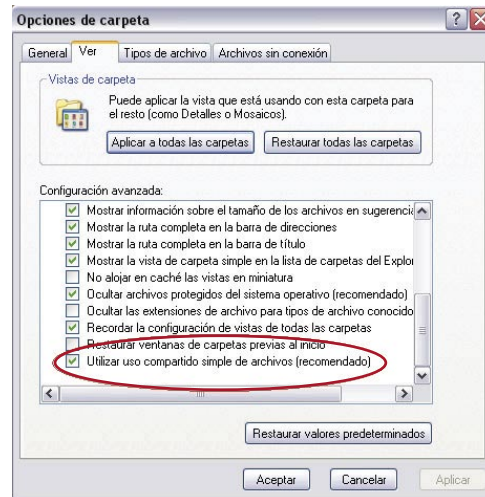 Opciones de carpeta
General Ver Tipos de archivo Archivos sin conexión
Vistas de carpeta
Puede aplicar la vista que está usando con esta carpeta para
el resto (como Detalles o Mosaicos).
Aplicar a todas las carpetas Restaurar todas las carpetas
Configuración avanzada:
Mostrar información sobre el tamaño de los archivos en sugerencia
Mostrar la ruta completa en la barra de direcciones
Mostrar la ruta completa en la barra de título
Mostrar la vista de carpeta simple en la lista de carpetas del Explor
No alojar en caché las vistas en miniatura
Ocultar archivos protegidos del sistema operativo (recomendado)
Ocultar las extensiones de archivo para tipos de archivo conocido
Recordar la configuración de vistas de todas las carpetas
Restaurar ventanas de carpetas previas al inicio
Utilizar uso compartido simple de archivos (recomendado)
Restaurar valores predeterminados
Aceptar Cancelar Aplicar